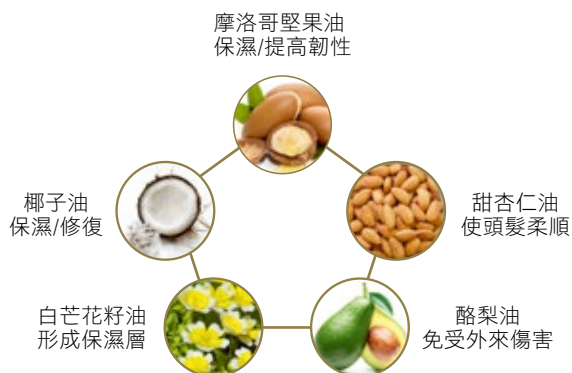 摩洛哥堅果油
保濕/提高韌性
椰子油
保濕/修復
甜杏仁油
使頭髮柔順
白芒花籽油
形成保濕層
酪梨油
免受外來傷害